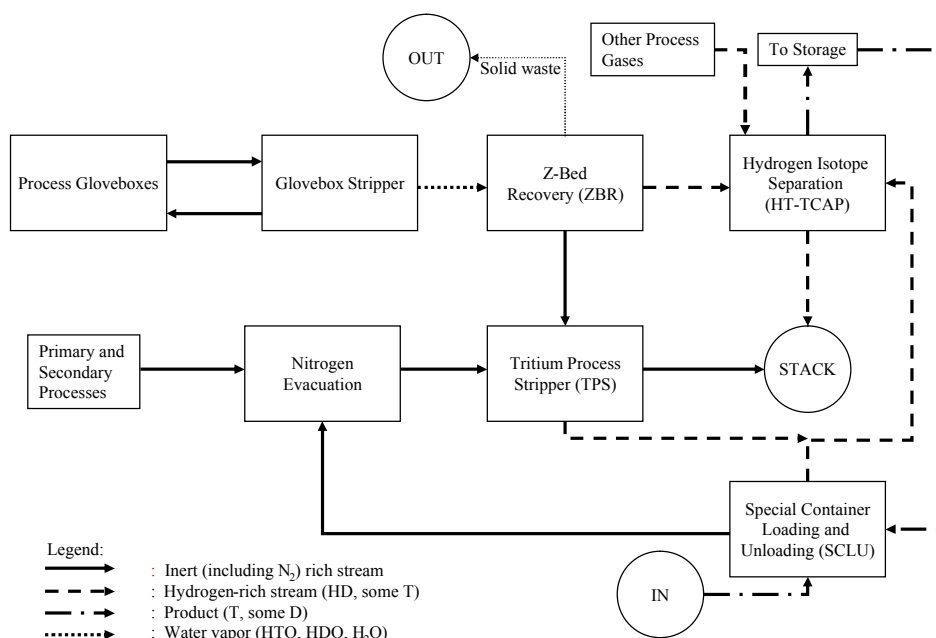 OUT
Solid waste
Other Process
Gases
To Storage
Process Gloveboxes
Glovebox Stripper
Z-Bed
Recovery (ZBR)
Hydrogen Isotope
Separation
(HT-TCAP)
Primary and
Secondary
Processes
Nitrogen
Evacuation
Tritium Process
Stripper (TPS)
STACK
Special Container
Loading and
Unloading (SCLU)
IN
Legend:
: Inert (including N₂) rich stream
: Hydrogen-rich stream (HD, some T)
: Product (T, some D)
: Water vapor (HTO, HDO, H₂O)